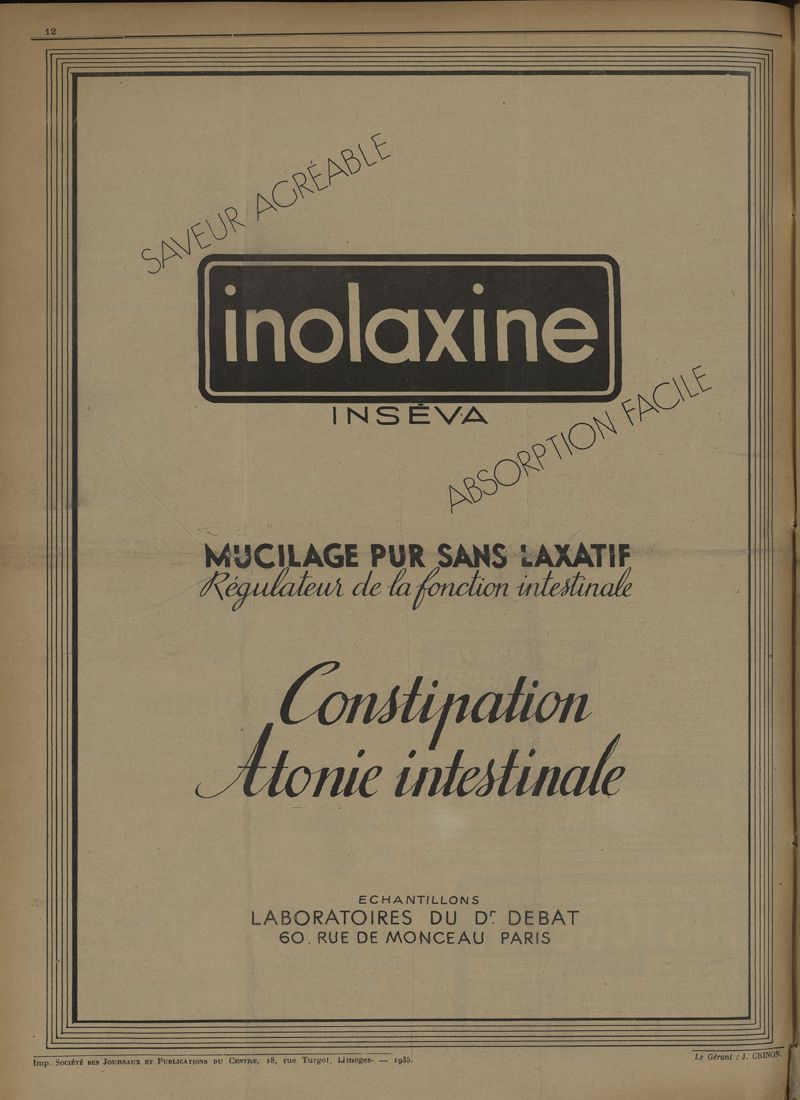 12
SAVEUR AGRÉABLE
inolaxine
INSÉVA
ABSORPTION FACILE
MUCILAGE PUR SANS LAXATIF
Régulateur de la fonction intestinale
Constipation
Atonie intestinale
ECHANTILLONS
LABORATOIRES DU Dr DEBAT
60. RUE DE MONCEAU PARIS
Imp. Société des Journaux et Publications du Centre, 18, rue Turgot, Limoges- — 1935.
Le Gérant : J. CRINON.